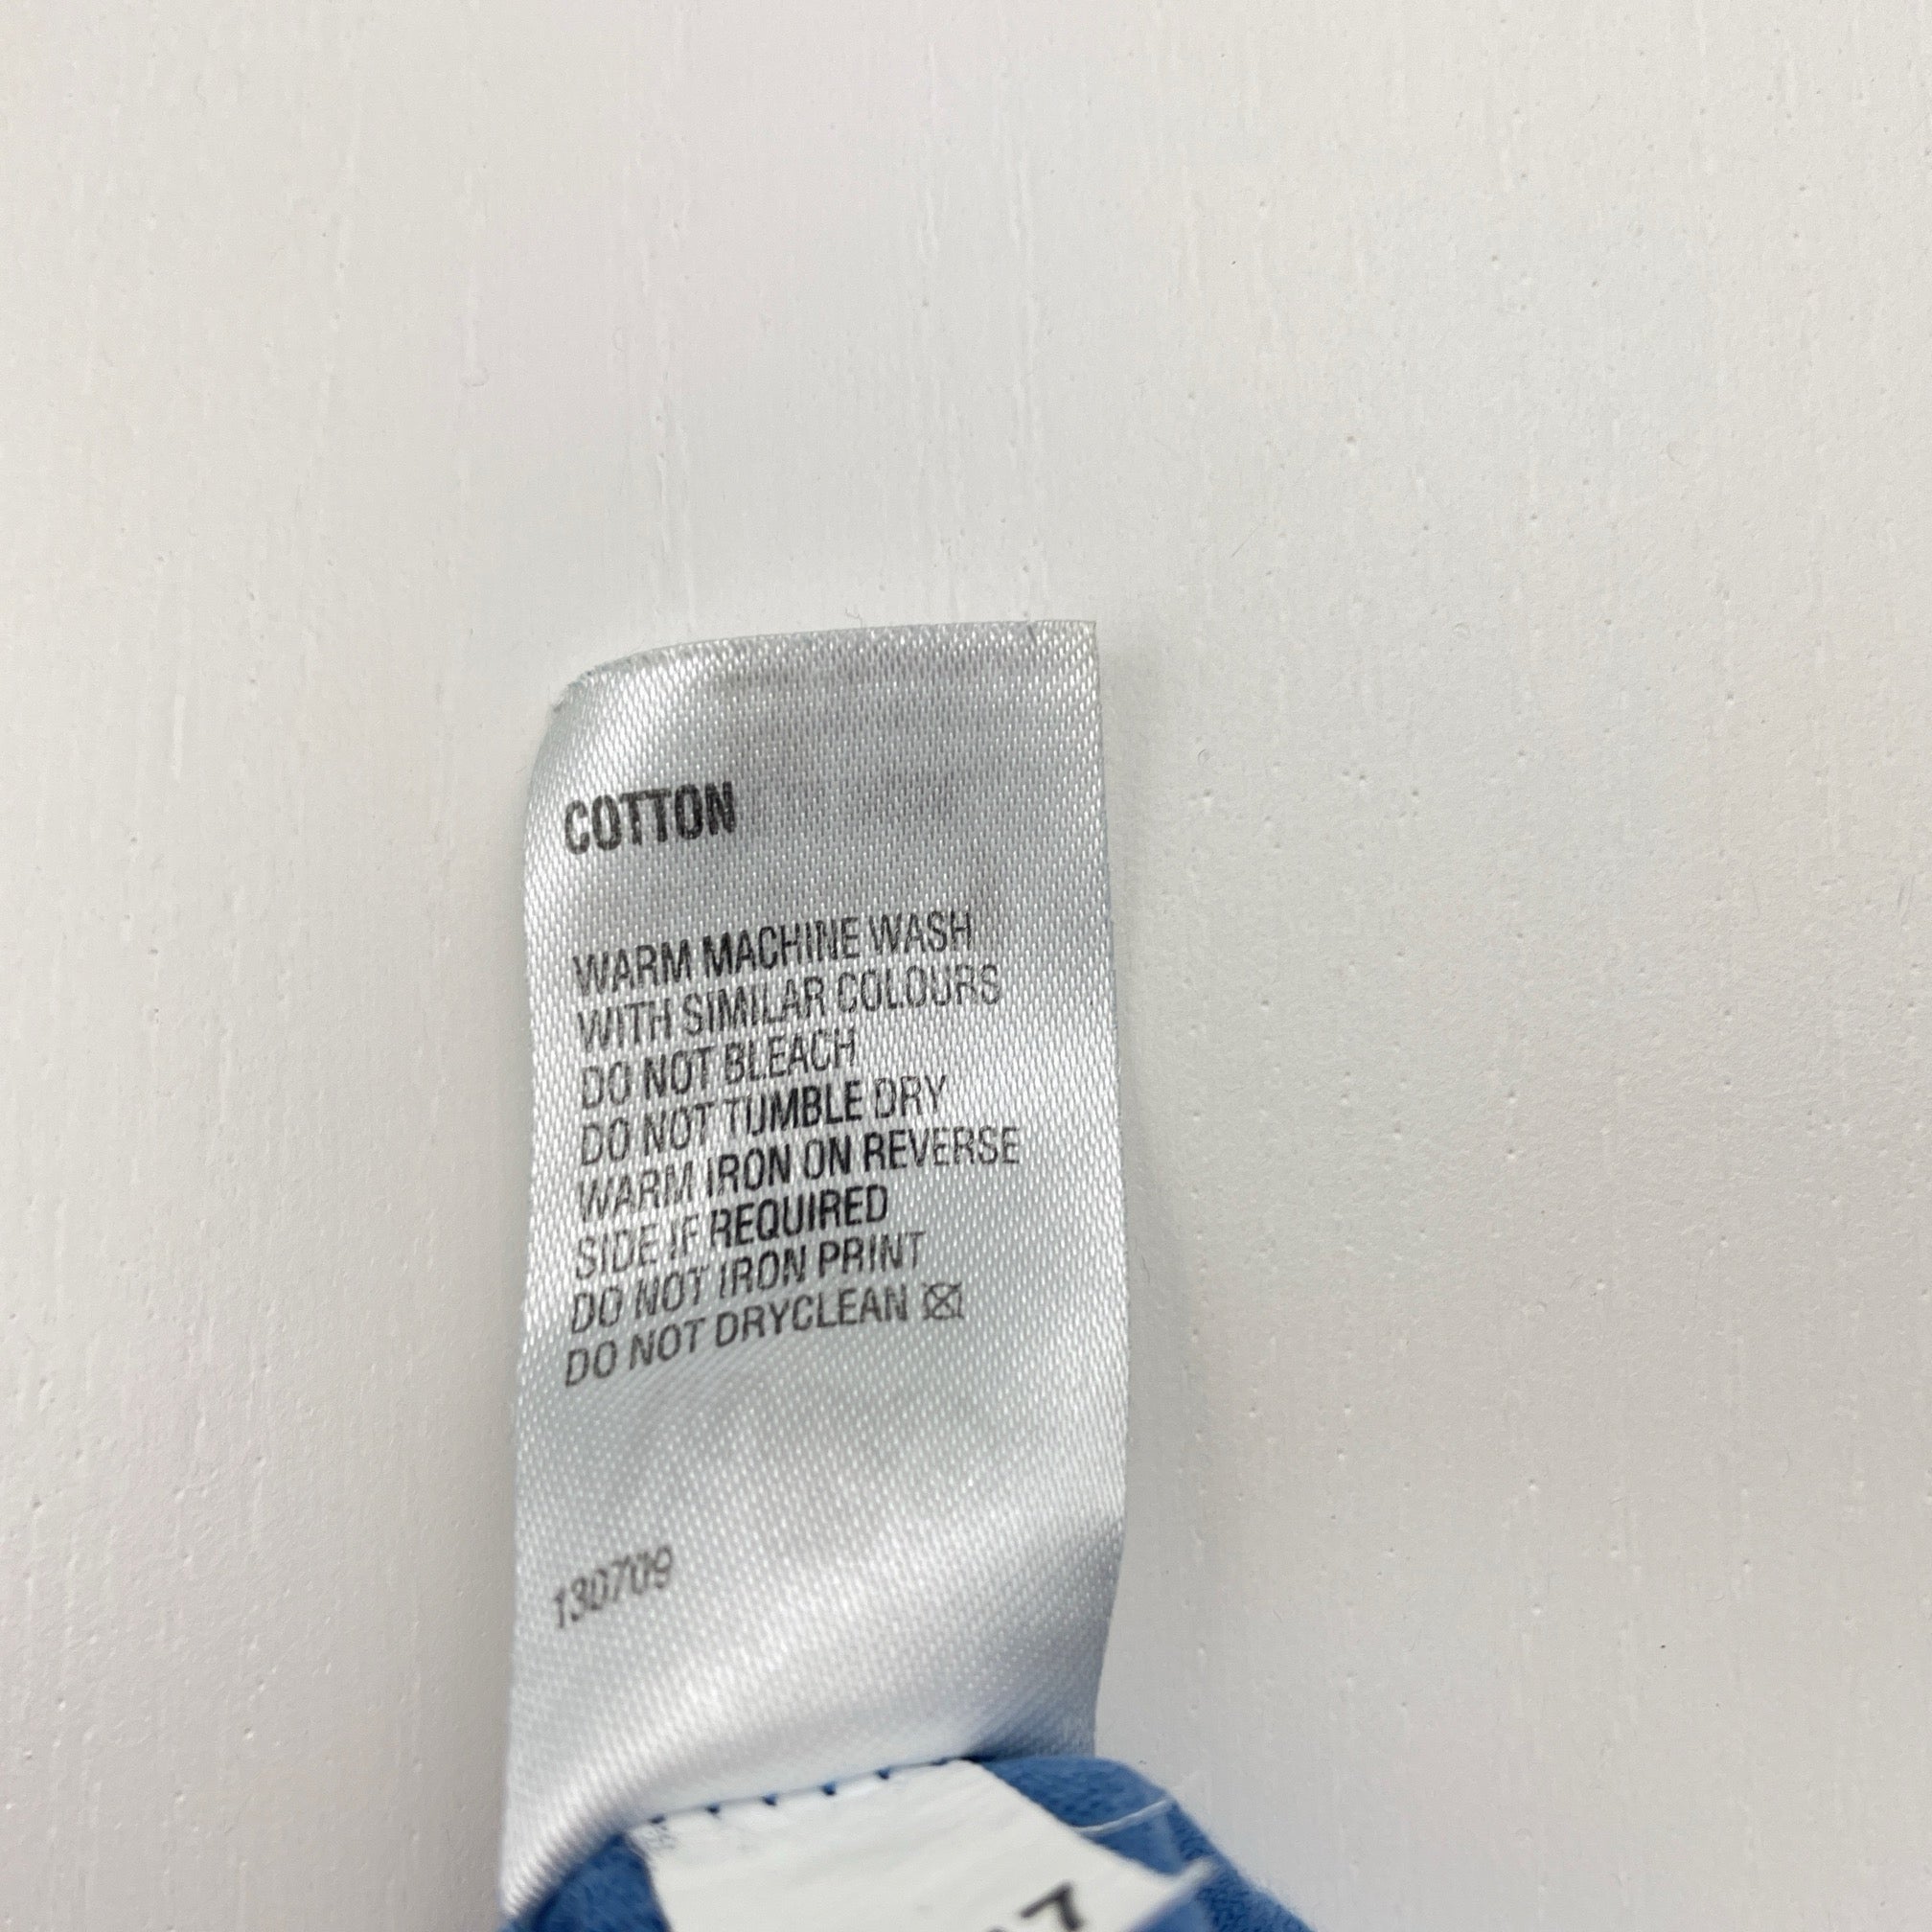 COTTON
WARM MACHINE WASH
WITH SIMILAR COLOURS
DO NOT BLEACH
DO NOT TUMBLE DRY
WARM IRON ON REVERSE
SIDE IF REQUIRED
DO NOT IRON PRINT
DO NOT DRYCLEAN
130709